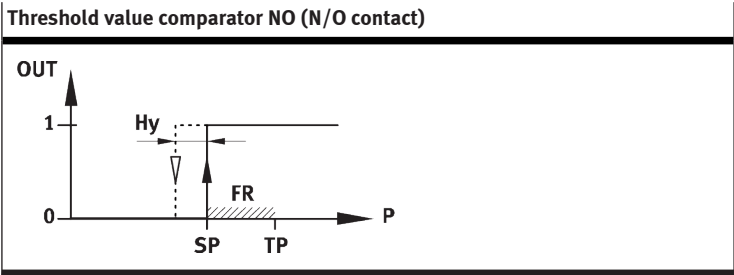 Threshold value comparator NO (N/O contact)
OUT
1
Hy
FR
0
P
SP TP